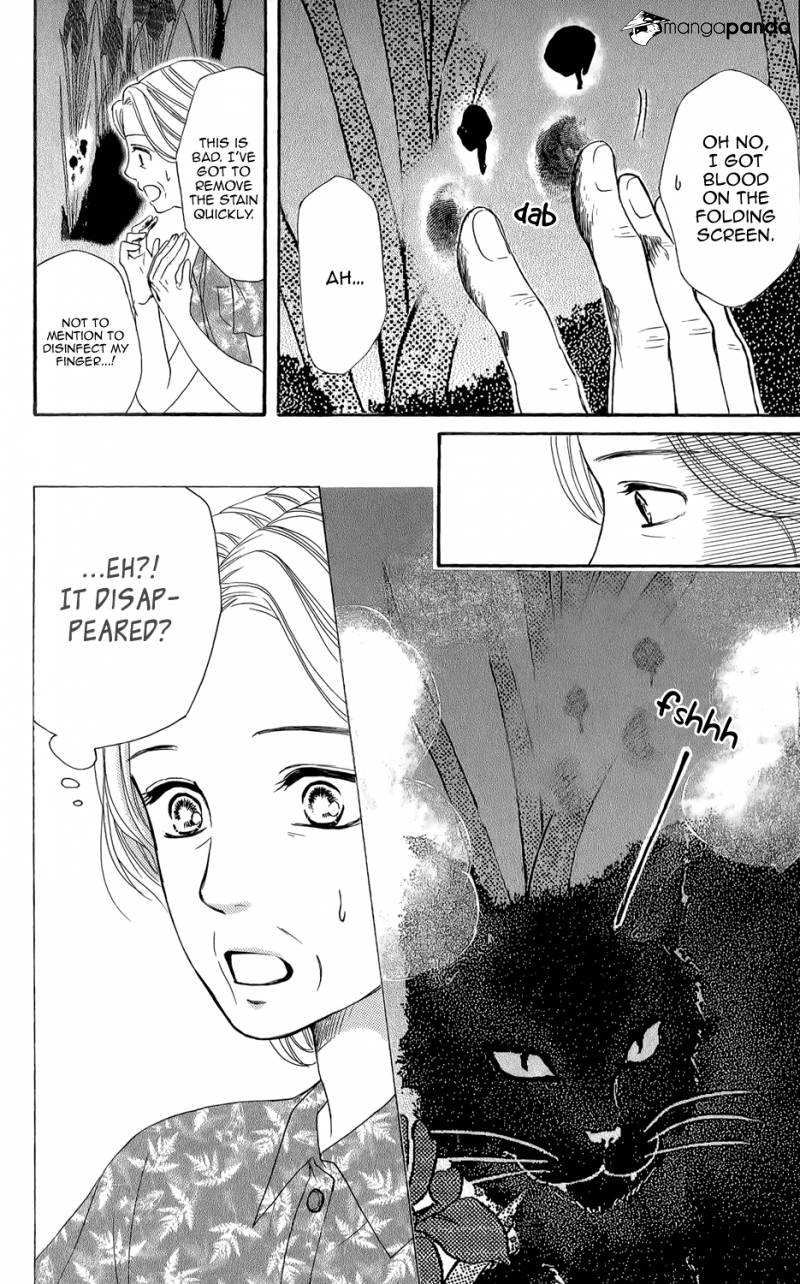 mangapanda
OH NO,
I GOT
BLOOD
ON THE
FOLDING
SCREEN.
dab
AH...
THIS IS
BAD. I'VE
GOT TO
REMOVE
THE STAIN
QUICKLY.
NOT TO
MENTION TO
DISINFECT MY
FINGER...!
fshhh
...EH?!
IT DISAP-
PEARED?